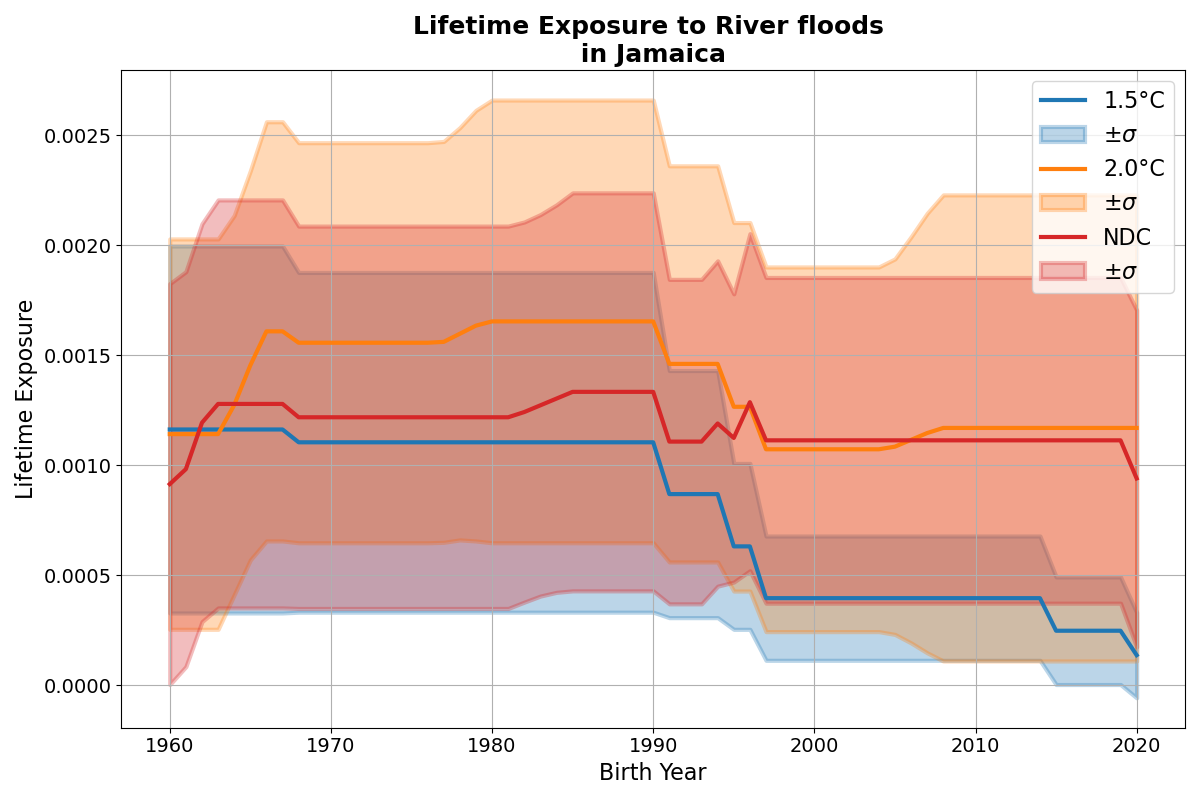 Lifetime Exposure to River floods
in Jamaica
1.5°C
±σ
2.0°C
±σ
NDC
±σ
Lifetime Exposure
0.0025
0.0020
0.0015
0.0010
0.0005
0.0000
1960 1970 1980 1990 2000 2010 2020
Birth Year